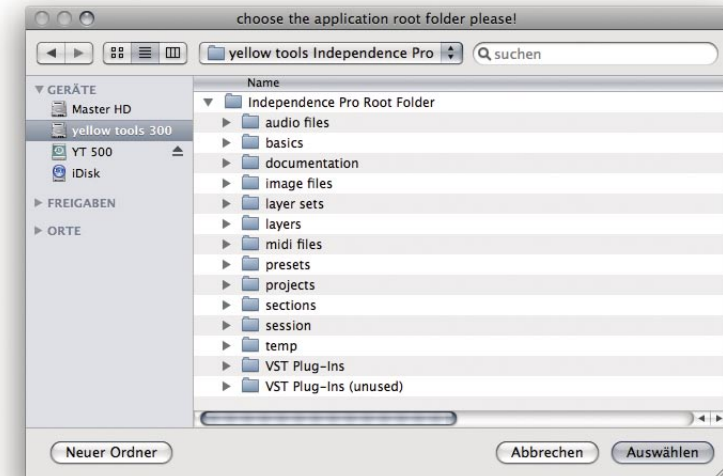 choose the application root folder please!
yellow tools Independence Pro
suchen
GERÄTE
Master HD
yellow tools 300
YT 500
iDisk
FREIGABEN
ORTE
Name
Independence Pro Root Folder
audio files
basics
documentation
image files
layer sets
layers
midi files
presets
projects
sections
session
temp
VST Plug-Ins
VST Plug-Ins (unused)
Neuer Ordner
Abbrechen
Auswählen